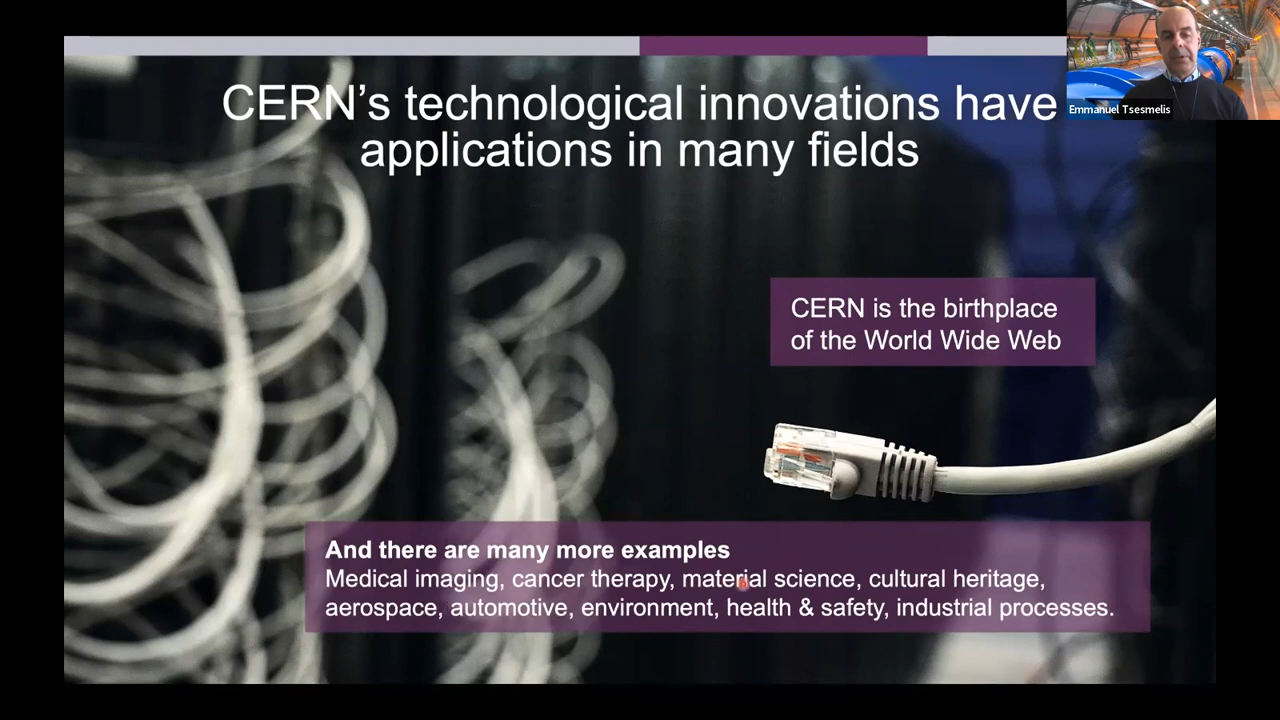 CERN’s technological innovations have
applications in many fields
Emmanuel Tsesmelis
CERN is the birthplace
of the World Wide Web
And there are many more examples
Medical imaging, cancer therapy, material science, cultural heritage,
aerospace, automotive, environment, health & safety, industrial processes.